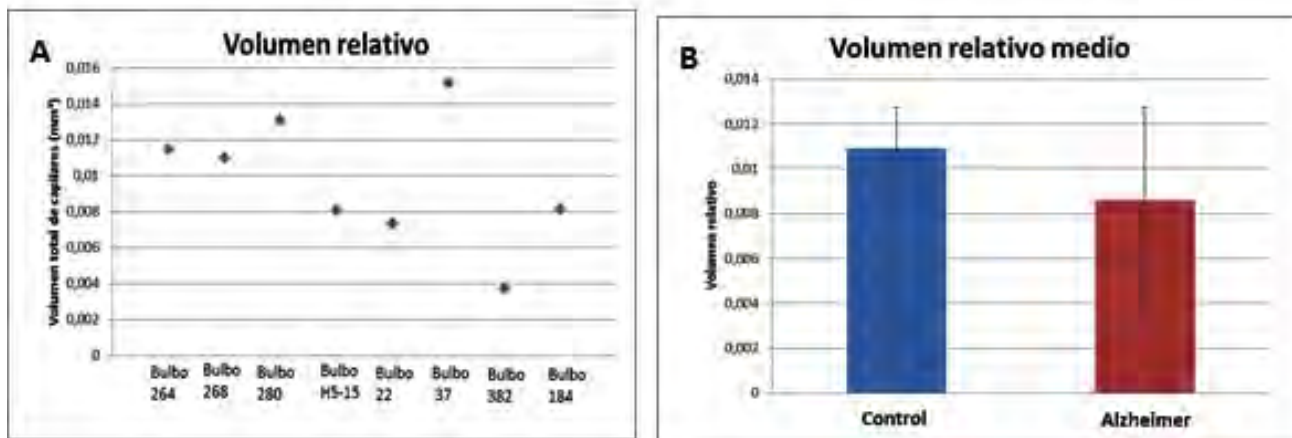 A
Volumen relativo
Volumen total de capilares (mm³)
0,016
0,014
0,012
0,01
0,008
0,006
0,004
0,002
0
Bulbo 264
Bulbo 268
Bulbo 280
Bulbo H5-15
Bulbo 22
Bulbo 37
Bulbo 382
Bulbo 184
B
Volumen relativo medio
Volumen relativo
0,014
0,012
0,01
0,008
0,006
0,004
0,002
0
Control
Alzheimer